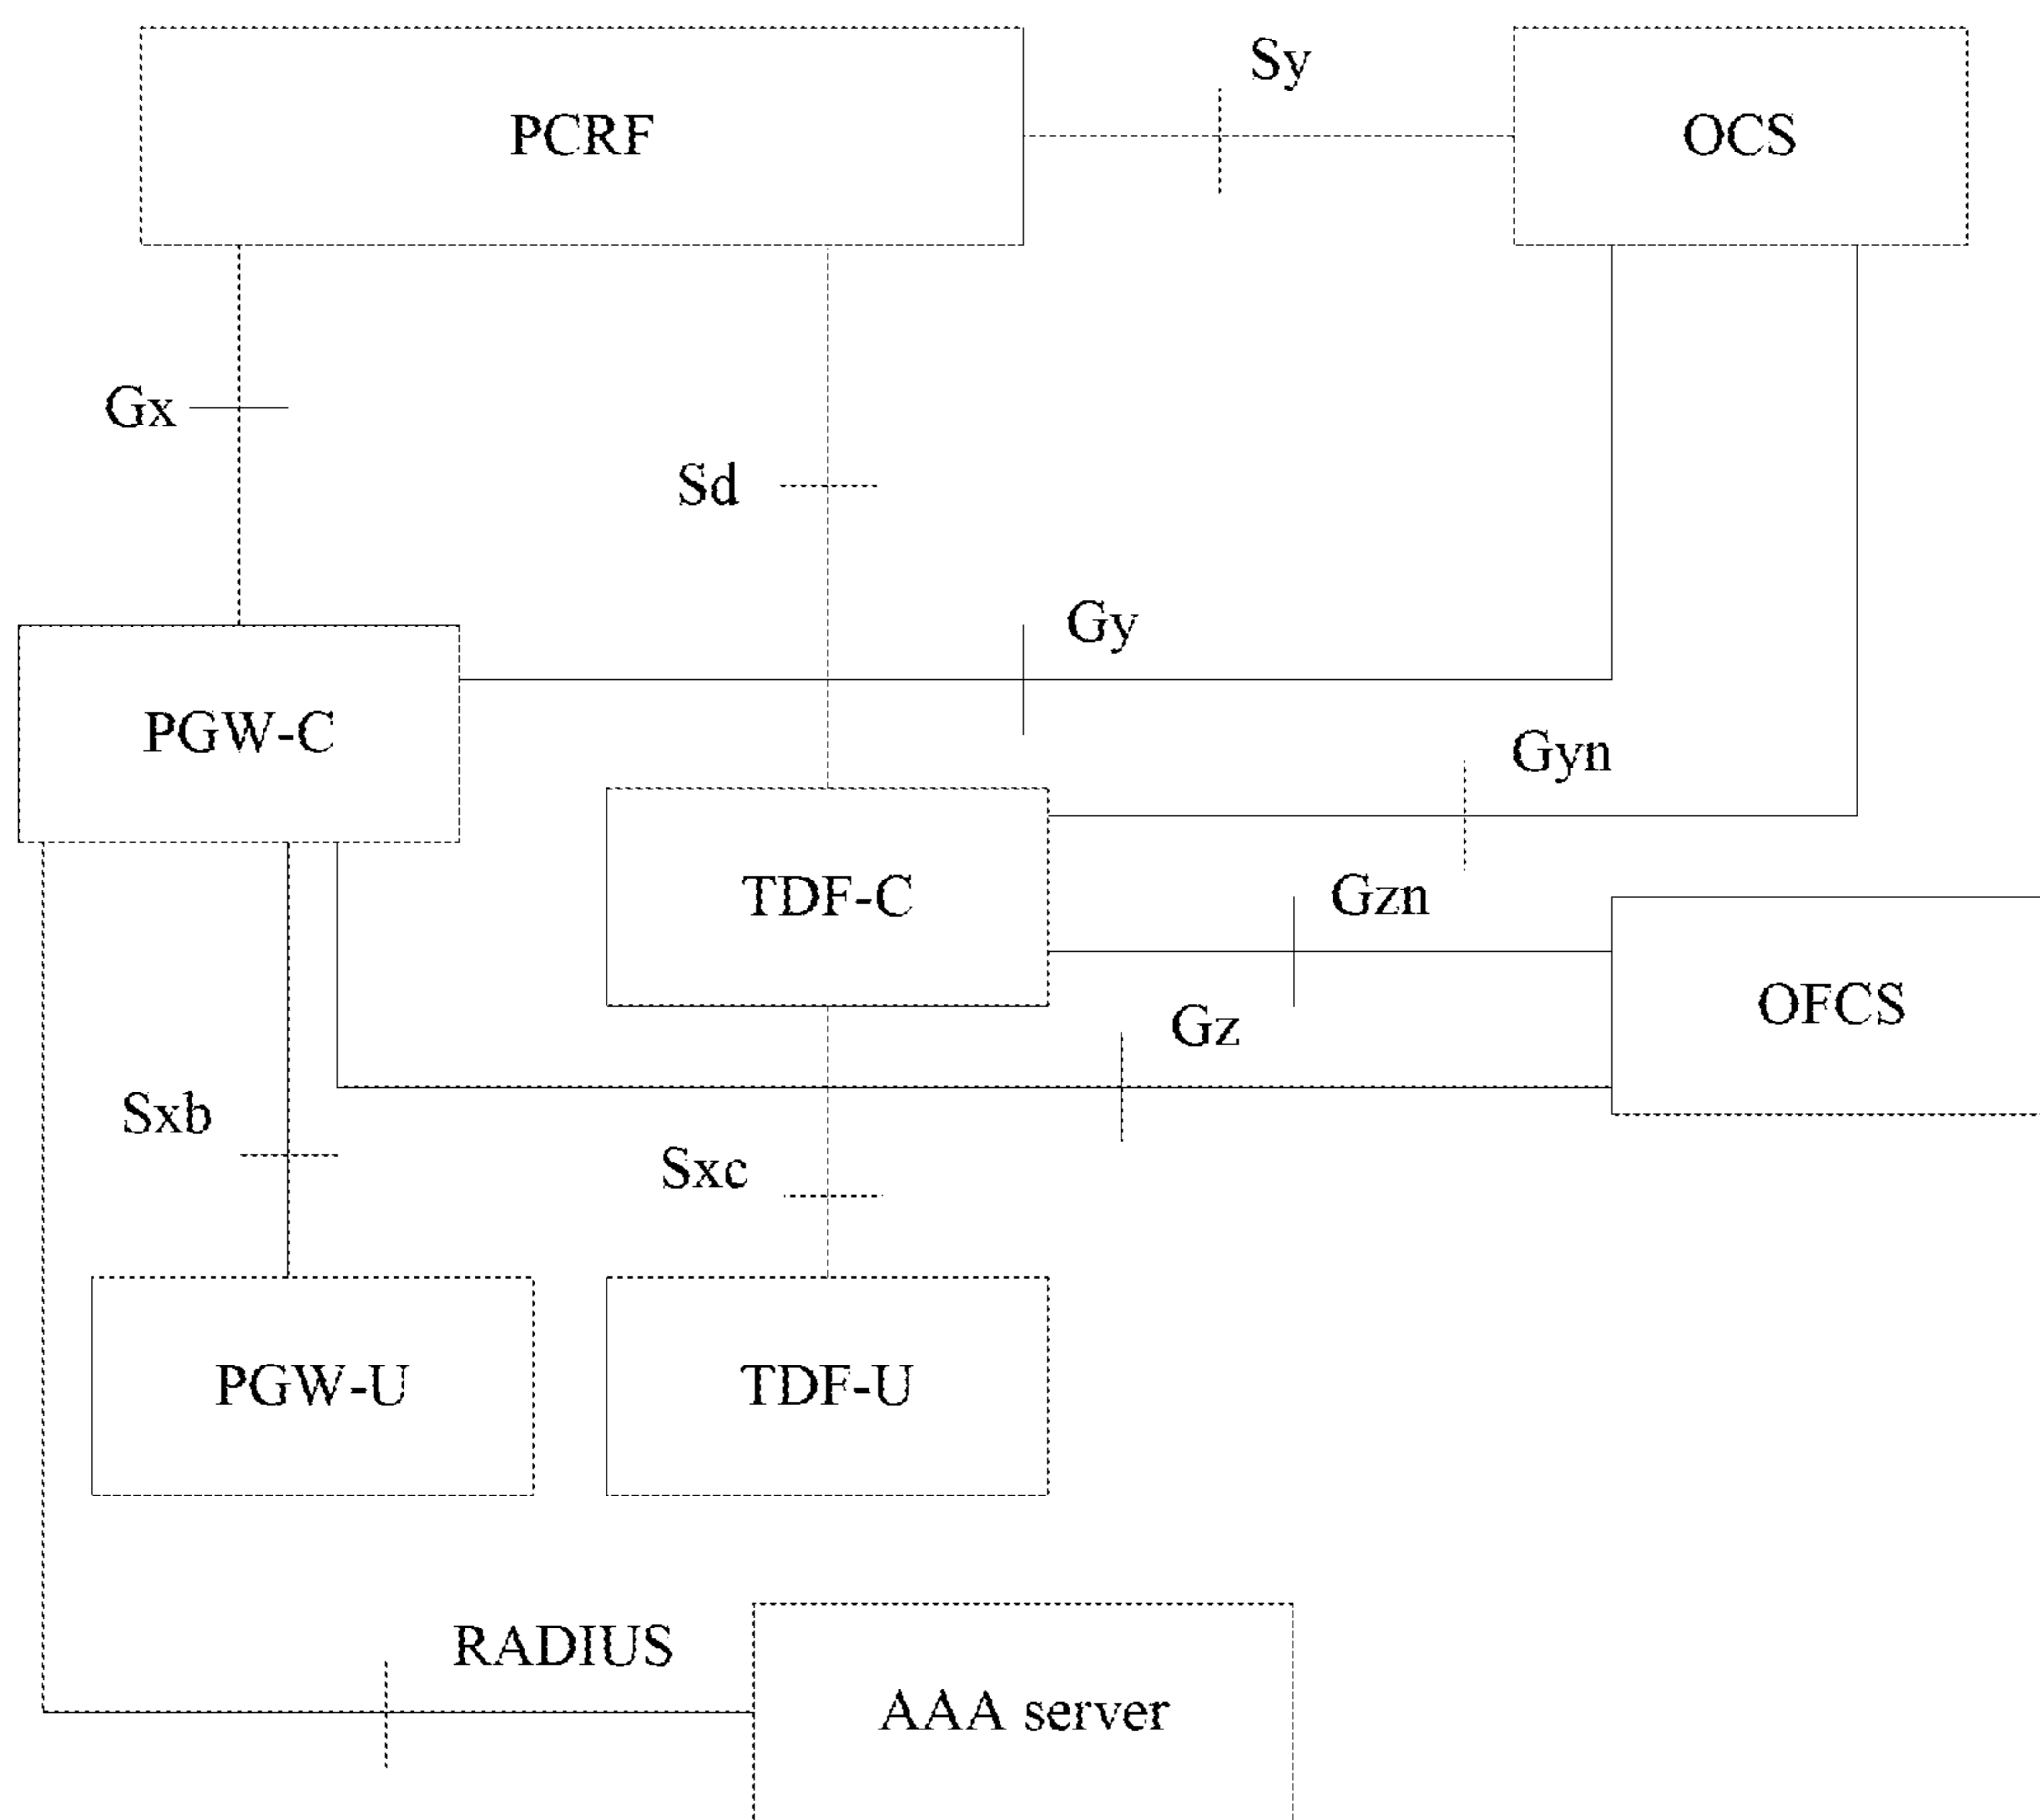 Sy
PCRF
OCS
Gx
Sd
Gy
PGW-C
Gyn
TDF-C
Gzn
OFCS
Gz
Sxb
Sxc
PGW-U
TDF-U
RADIUS
AAA server